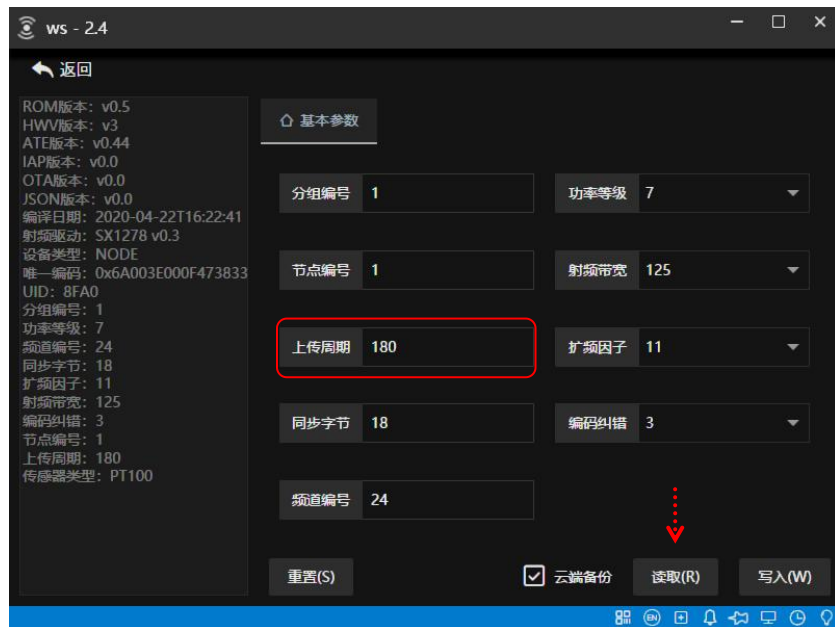 ws - 2.4
返回
ROM版本：v0.5
HWV版本：v3
ATE版本：v0.44
IAP版本：v0.0
OTA版本：v0.0
JSON版本：v0.0
编译日期：2020-04-22T16:22:41
射频驱动：SX1278 v0.3
设备类型：NODE
唯一编码：0x6A003E000F473833
UID：8FA0
分组编号：1
功率等级：7
频道编号：24
同步字节：18
扩频因子：11
射频带宽：125
编码纠错：3
节点编号：1
上传周期：180
传感器类型：PT100
基本参数
分组编号 1 功率等级 7
节点编号 1 射频带宽 125
上传周期 180 扩频因子 11
同步字节 18 编码纠错 3
频道编号 24
重置(S) 云端备份 读取(R) 写入(W)
EN